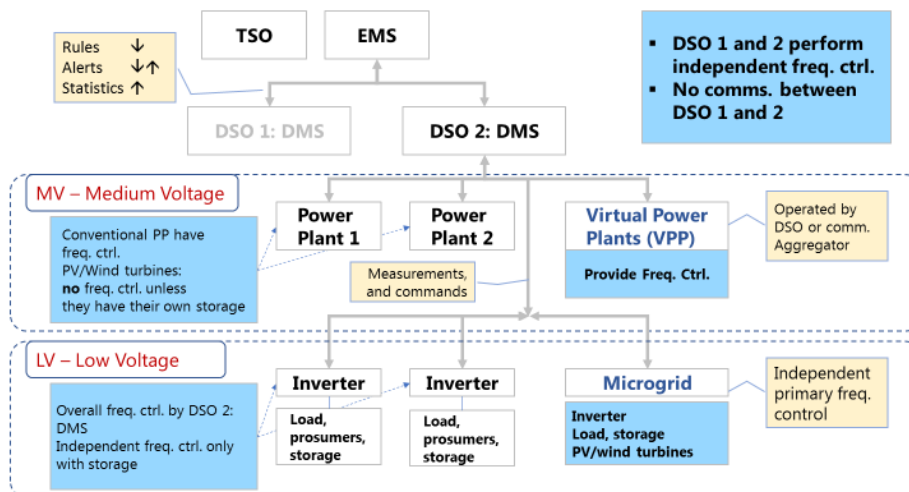 Rules ↓
Alerts ↓↑
Statistics ↑
TSO
EMS
▪ DSO 1 and 2 perform
independent freq. ctrl.
▪ No comms. between
DSO 1 and 2
DSO 1: DMS
DSO 2: DMS
MV – Medium Voltage
Conventional PP have
freq. ctrl.
PV/Wind turbines:
no freq. ctrl. unless
they have their own storage
Power
Plant 1
Power
Plant 2
Measurements,
and commands
Virtual Power
Plants (VPP)
Provide Freq. Ctrl.
Operated by
DSO or comm.
Aggregator
LV – Low Voltage
Overall freq. ctrl. by DSO 2:
DMS
Independent freq. ctrl. only
with storage
Inverter
Load,
prosumers,
storage
Inverter
Load,
prosumers,
storage
Microgrid
Inverter
Load, storage
PV/wind turbines
Independent
primary freq.
control